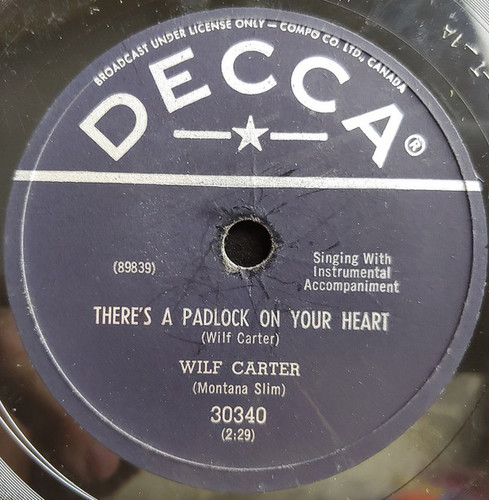 BROADCAST UNDER LICENSE ONLY — COMPO CO. LTD., CANADA
DECCA®
(89839)
Singing With
Instrumental
Accompaniment
THERE'S A PADLOCK ON YOUR HEART
(Wilf Carter)
WILF CARTER
(Montana Slim)
30340
(2:29)